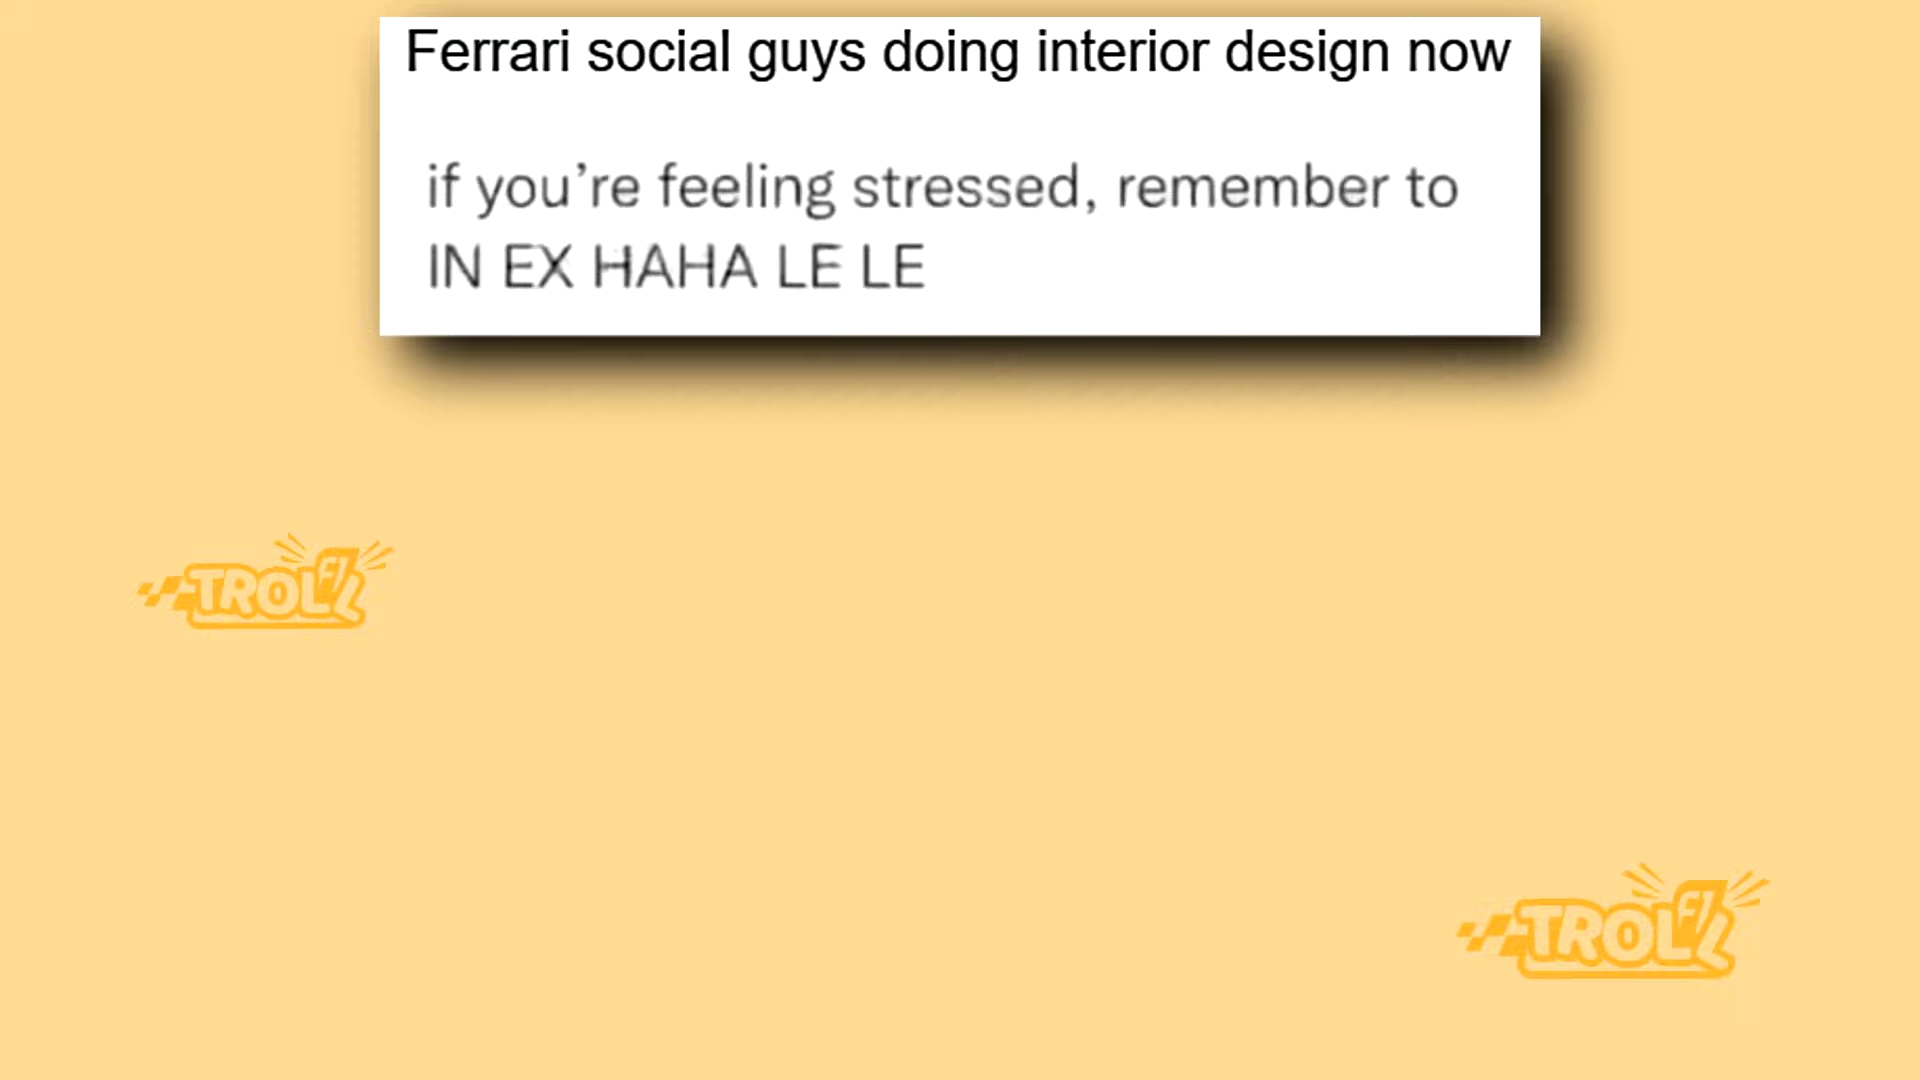 Ferrari social guys doing interior design now
if you're feeling stressed, remember to
IN EX HAHA LE LE
TROLL F1
TROLL F1